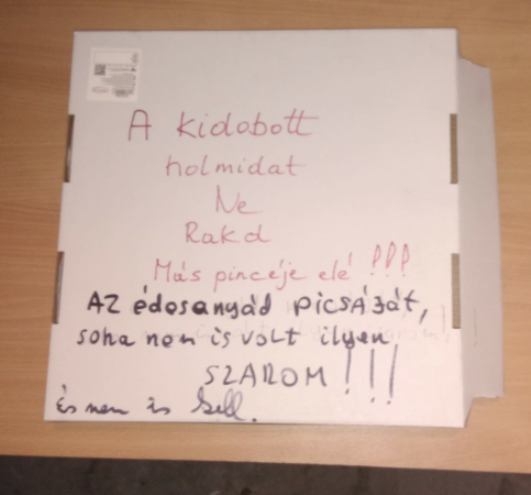 A kidobott
holmidat
Ne
Rakd
Más pincéje elé !!!
AZ édosanyád PicsáJát,
soha nem is volt ilyen
SZAROM!!!
És nem is kell.